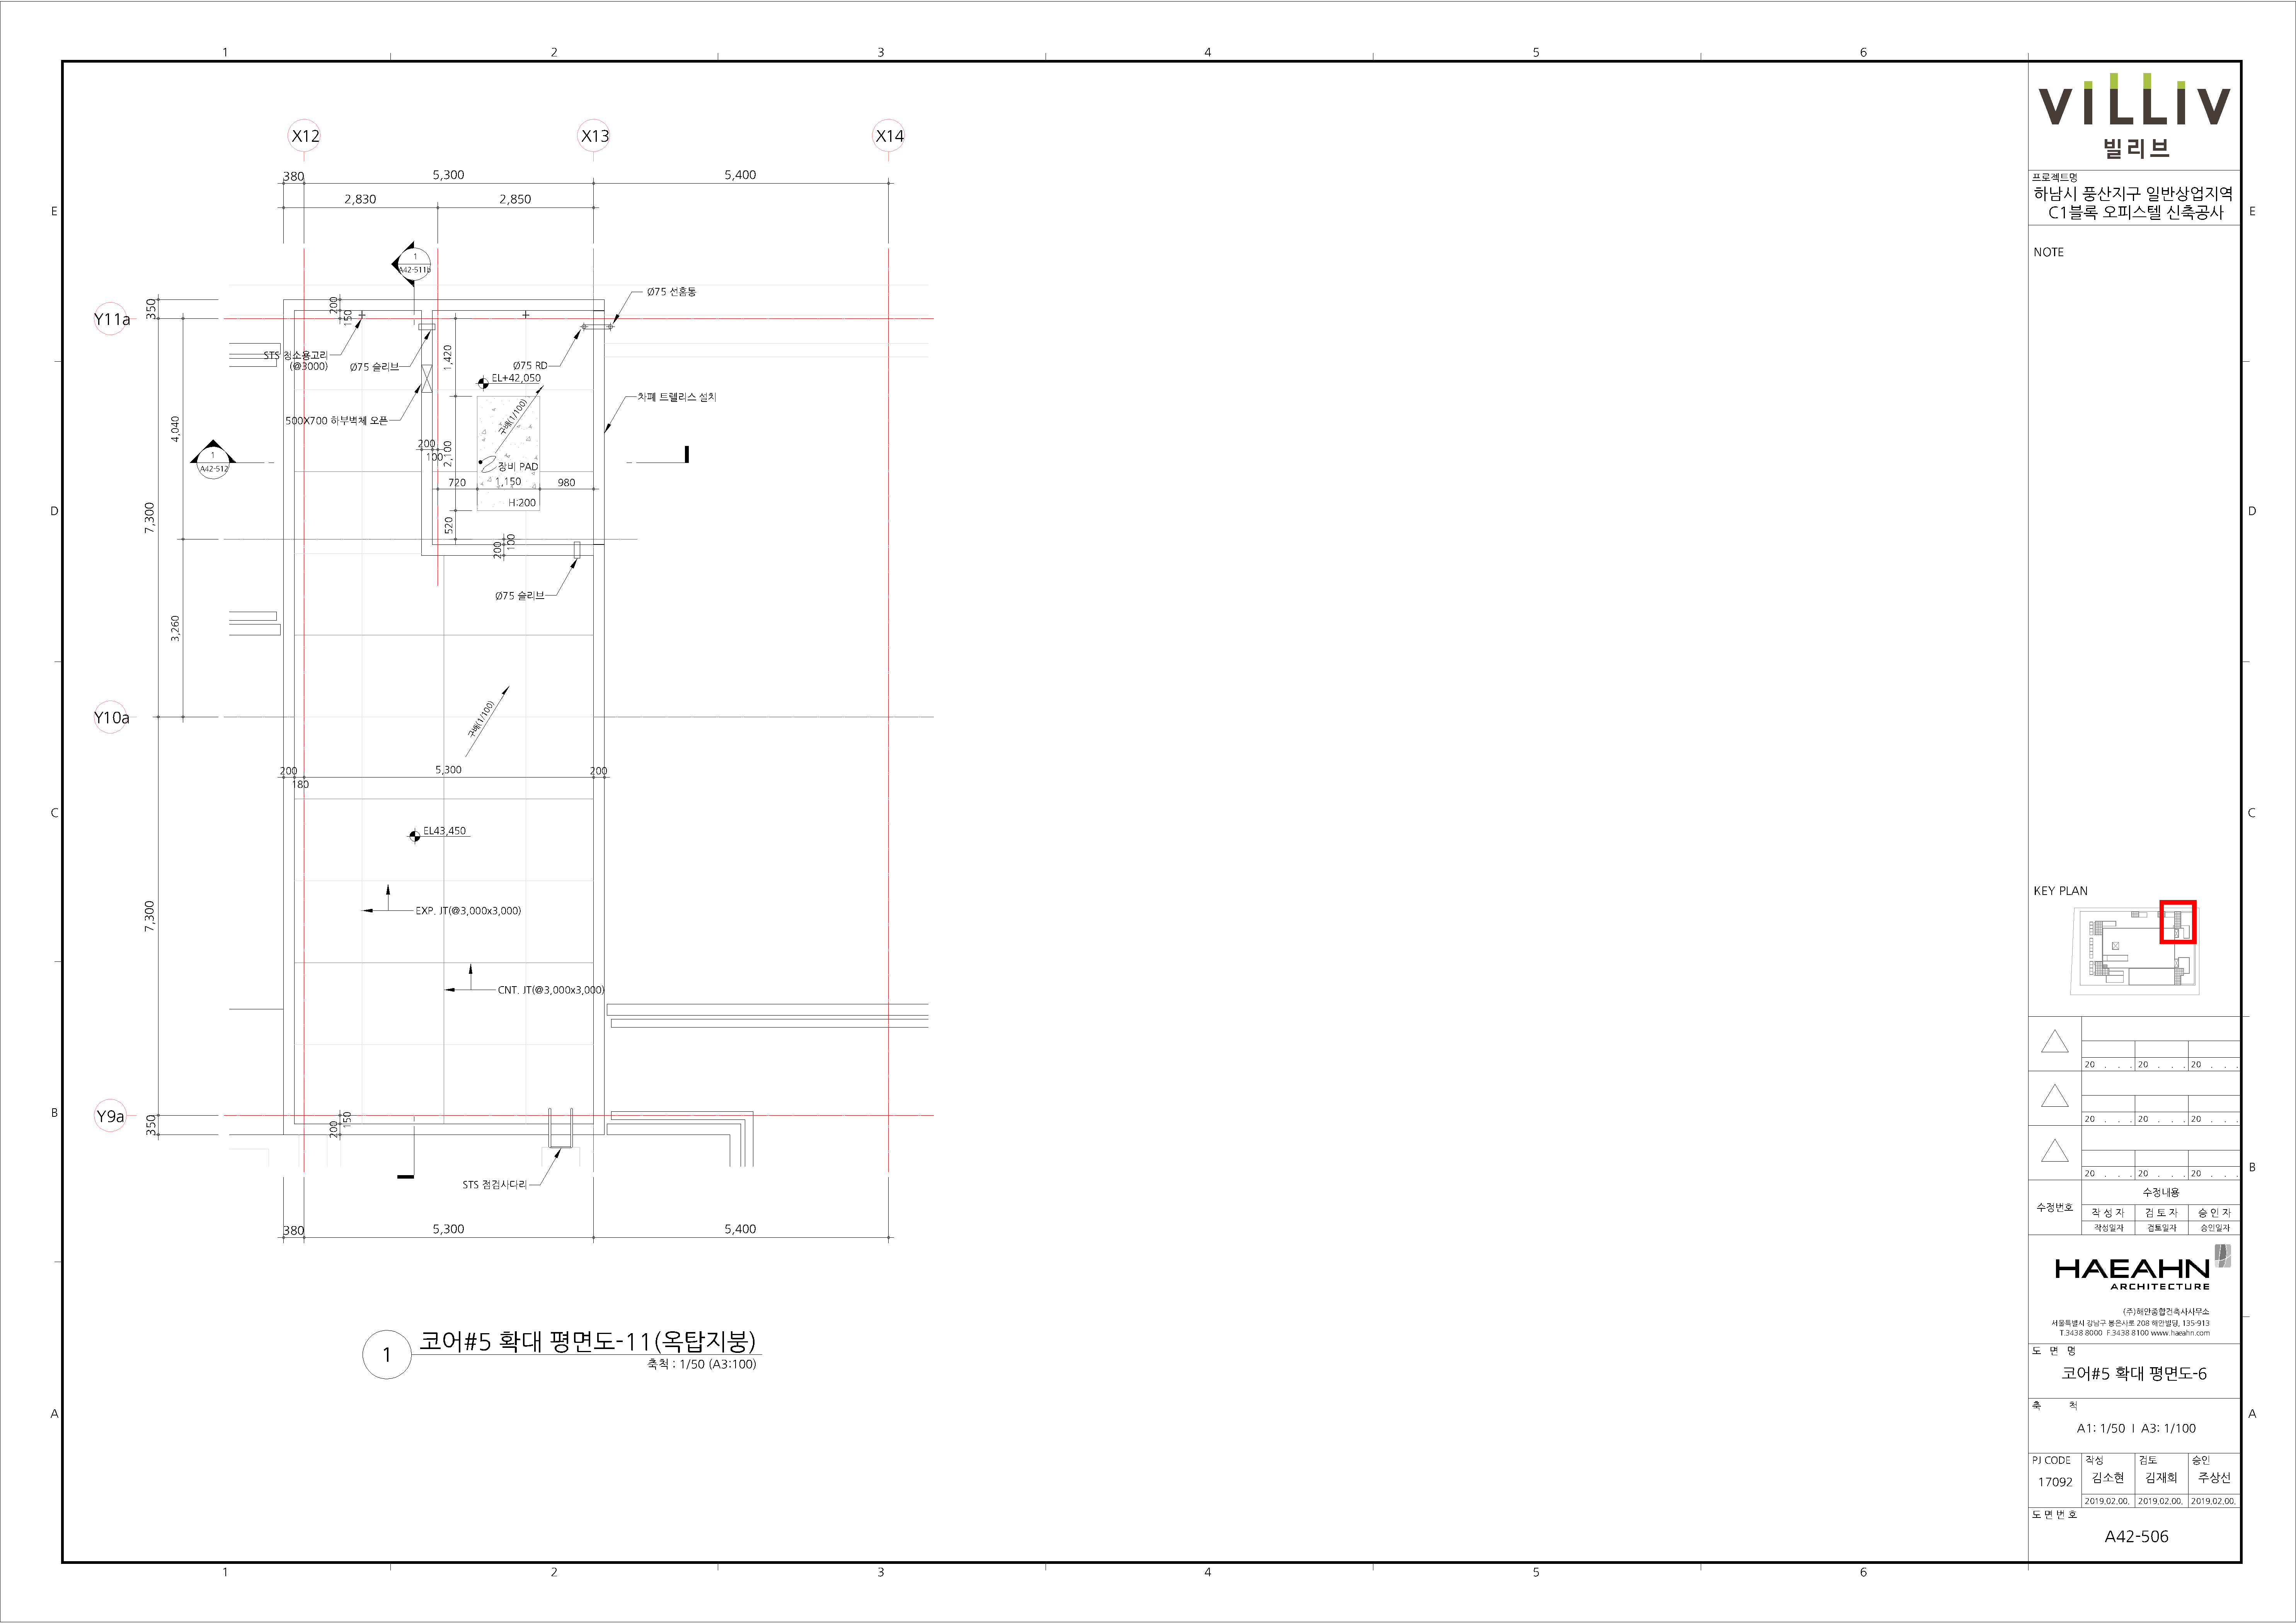 1 2 3 4 5 6
E
D
C
B
A
X12 X13 X14
380 5,300 5,400
2,830 2,850
1
A42-511b
Ø75 선홈통
Y11a
350
200
150
STS 청소용고리
(@3000)
Ø75 슬리브
1,420
Ø75 RD
EL+42,050
구배(1/100)
차폐 트렐리스 설치
500X700 하부벽체 오픈
4,040
1
A42-512
200
100
2,100
장비 PAD
720 1,150 980
H:200
7,300
520
200
100
Ø75 슬리브
3,260
Y10a
구배(1/100)
200 5,300 200
180
EL43,450
7,300
EXP. JT(@3,000x3,000)
CNT. JT(@3,000x3,000)
Y9a
350
200
150
STS 점검사다리
380 5,300 5,400
1
코어#5 확대 평면도-11(옥탑지붕)
축척 : 1/50 (A3:100)
1 2 3 4 5 6
VILLIV
빌리브
프로젝트명
하남시 풍산지구 일반상업지역
C1블록 오피스텔 신축공사
NOTE
KEY PLAN
20 . . . 20 . . . 20 . . .
20 . . . 20 . . . 20 . . .
20 . . . 20 . . . 20 . . .
수정번호
수정내용
작 성 자 검 토 자 승 인 자
작성일자 검토일자 승인일자
HAEAHN
ARCHITECTURE
(주)해안종합건축사사무소
서울특별시 강남구 봉은사로 208 해안빌딩, 135-913
T.3438 8000 F.3438 8100 www.haeahn.com
도 면 명
코어#5 확대 평면도-6
축 척
A1: 1/50 I A3: 1/100
PJ CODE 작성 검토 승인
17092 김소현 김재희 주상선
2019.02.00. 2019.02.00. 2019.02.00.
도 면 번 호
A42-506
E
D
C
B
A